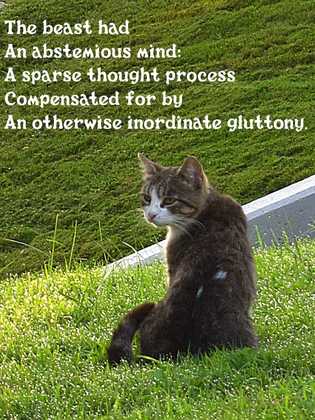 The beast had
An abstemious mind:
A sparse thought process
Compensated for by
An otherwise inordinate gluttony.